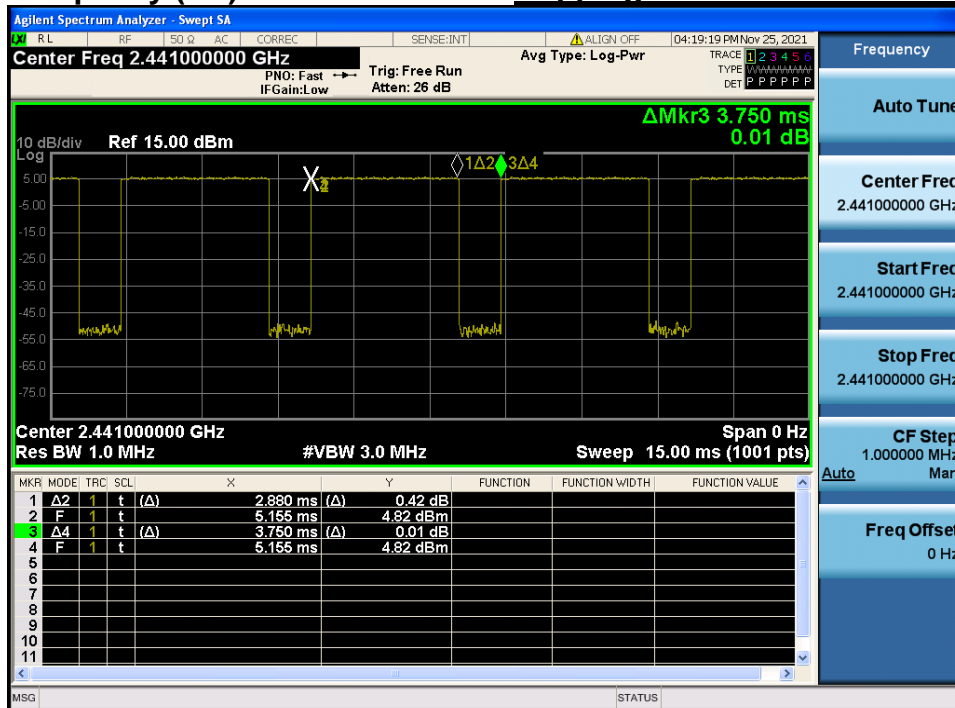 Agilent Spectrum Analyzer - Swept SA
LXI RL RF 50 Ω AC CORREC SENSE:INT ALIGN OFF 04:19:19 PM Nov 25, 2021
Center Freq 2.441000000 GHz
PNO: Fast
IFGain:Low
Trig: Free Run
Atten: 26 dB
Avg Type: Log-Pwr
TRACE 1 2 3 4 5 6
TYPE
DET P P P P P P
ΔMkr3 3.750 ms
0.01 dB
10 dB/div Ref 15.00 dBm
Log
1Δ2 3Δ4
X
5.00
-5.00
-15.0
-25.0
-35.0
-45.0
-55.0
-65.0
-75.0
Center 2.441000000 GHz Span 0 Hz
Res BW 1.0 MHz #VBW 3.0 MHz Sweep 15.00 ms (1001 pts)
MKR MODE TRC SCL X Y FUNCTION FUNCTION WIDTH FUNCTION VALUE
1 Δ2 1 t (Δ) 2.880 ms (Δ) 0.42 dB
2 F 1 t 5.155 ms 4.82 dBm
3 Δ4 1 t (Δ) 3.750 ms (Δ) 0.01 dB
4 F 1 t 5.155 ms 4.82 dBm
5
6
7
8
9
10
11
MSG STATUS
Frequency
Auto Tune
Center Freq
2.441000000 GHz
Start Freq
2.441000000 GHz
Stop Freq
2.441000000 GHz
CF Step
1.000000 MHz
Auto Man
Freq Offset
0 Hz